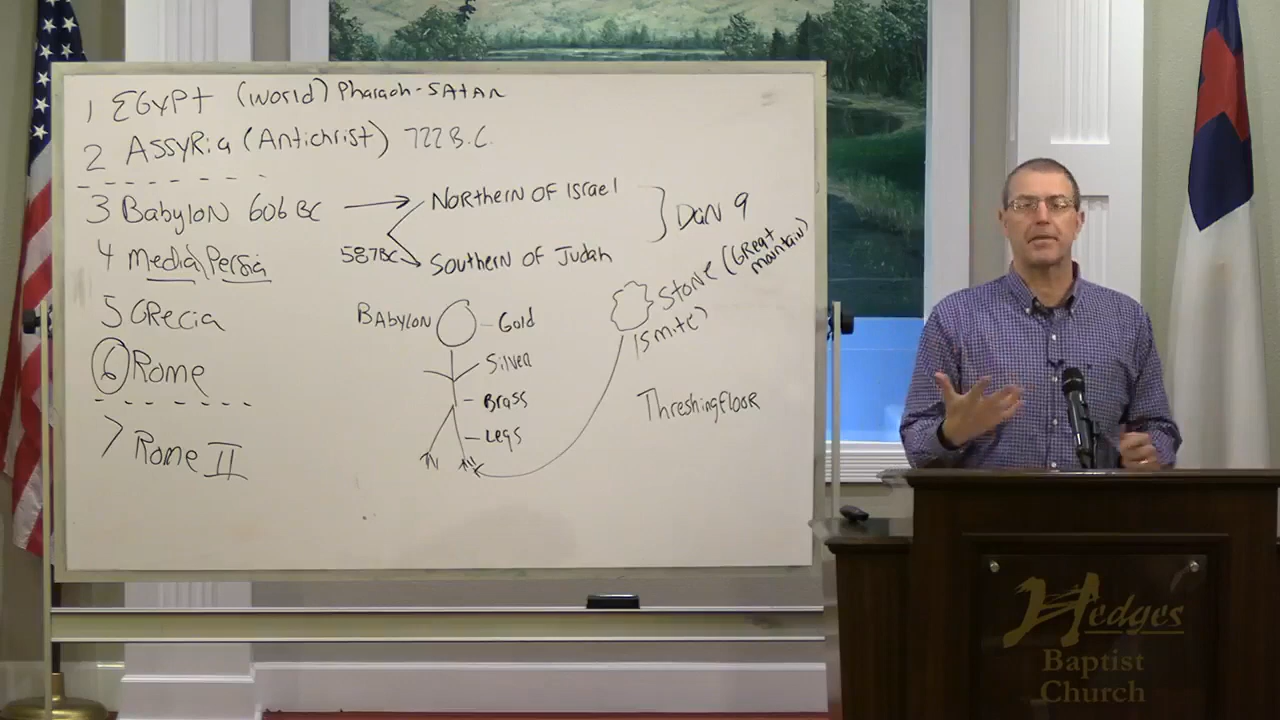 1 EGYPT (World) Pharaoh-SATAN
2 ASSYRia (Antichrist) 722 B.C.
3 Babylon 606 BC
Northern of Israel
587BC
Southern of Judah
Dan 9
4 Media\Persia
5 GRecia
6 Rome
7 Rome II
BABYLON
Gold
Silver
Brass
Legs
Stone (GReat
mountain)
(Smite)
Threshingfloor
Hedges
Baptist
Church